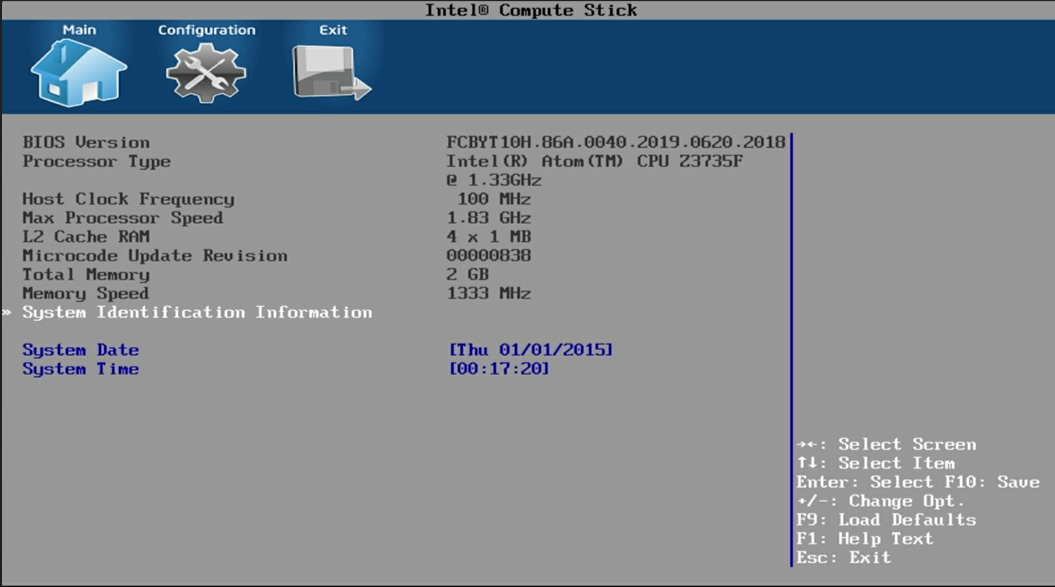 Intel® Compute Stick
Main Configuration Exit
BIOS Version FCBYT10H.86A.0040.2019.0620.2018
Processor Type Intel(R) Atom(TM) CPU Z3735F
@ 1.33GHz
Host Clock Frequency 100 MHz
Max Processor Speed 1.83 GHz
L2 Cache RAM 4 x 1 MB
Microcode Update Revision 00000838
Total Memory 2 GB
Memory Speed 1333 MHz
» System Identification Information
System Date [Thu 01/01/2015]
System Time [00:17:20]
→←: Select Screen
↑↓: Select Item
Enter: Select F10: Save
+/-: Change Opt.
F9: Load Defaults
F1: Help Text
Esc: Exit